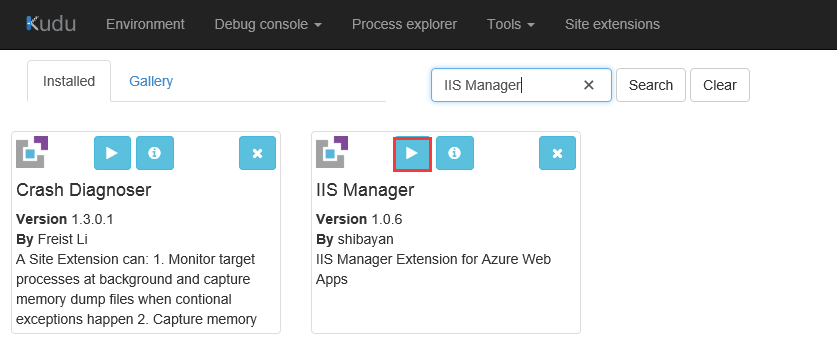 Kudu Environment Debug console Process explorer Tools Site extensions
Installed Gallery IIS Manager Search Clear
Crash Diagnoser
Version 1.3.0.1
By Freist Li
A Site Extension can: 1. Monitor target
processes at background and capture
memory dump files when contional
exceptions happen 2. Capture memory
IIS Manager
Version 1.0.6
By shibayan
IIS Manager Extension for Azure Web
Apps